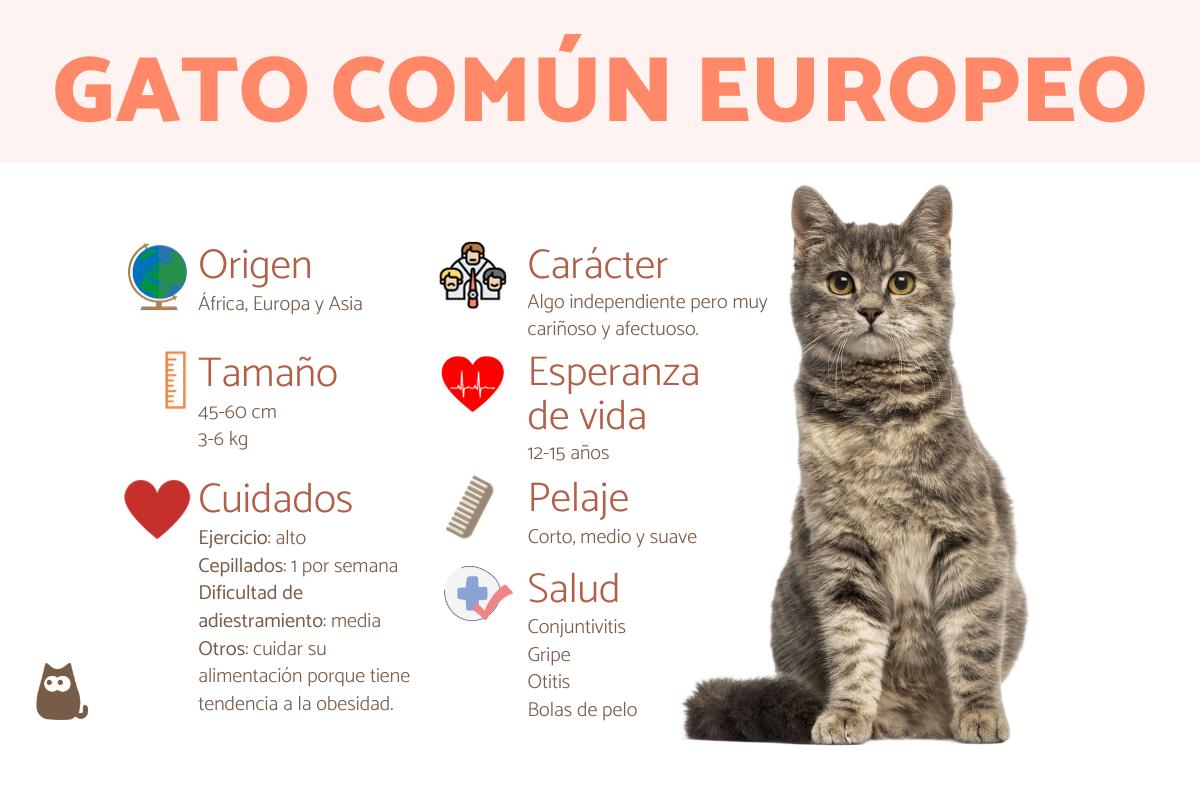 GATO COMÚN EUROPEO
Origen
África, Europa y Asia
Tamaño
45-60 cm
3-6 kg
Cuidados
Ejercicio: alto
Cepillados: 1 por semana
Dificultad de
adiestramiento: media
Otros: cuidar su
alimentación porque tiene
tendencia a la obesidad.
Carácter
Algo independiente pero muy
cariñoso y afectuoso.
Esperanza
de vida
12-15 años
Pelaje
Corto, medio y suave
Salud
Conjuntivitis
Gripe
Otitis
Bolas de pelo